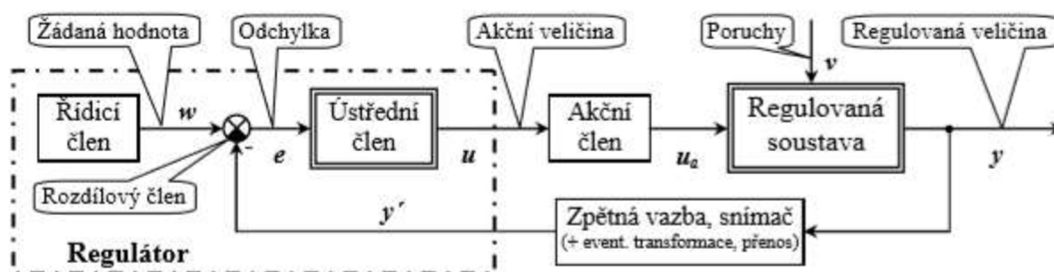 Žádaná hodnota
Odchylka
Akční veličina
Poruchy
Regulovaná veličina
v
Řídicí
člen
w
Ústřední
člen
Akční
člen
Regulovaná
soustava
-
e
u
uₐ
y
Rozdílový člen
y´
Zpětná vazba, snímač
(+ event. transformace, přenos)
Regulátor